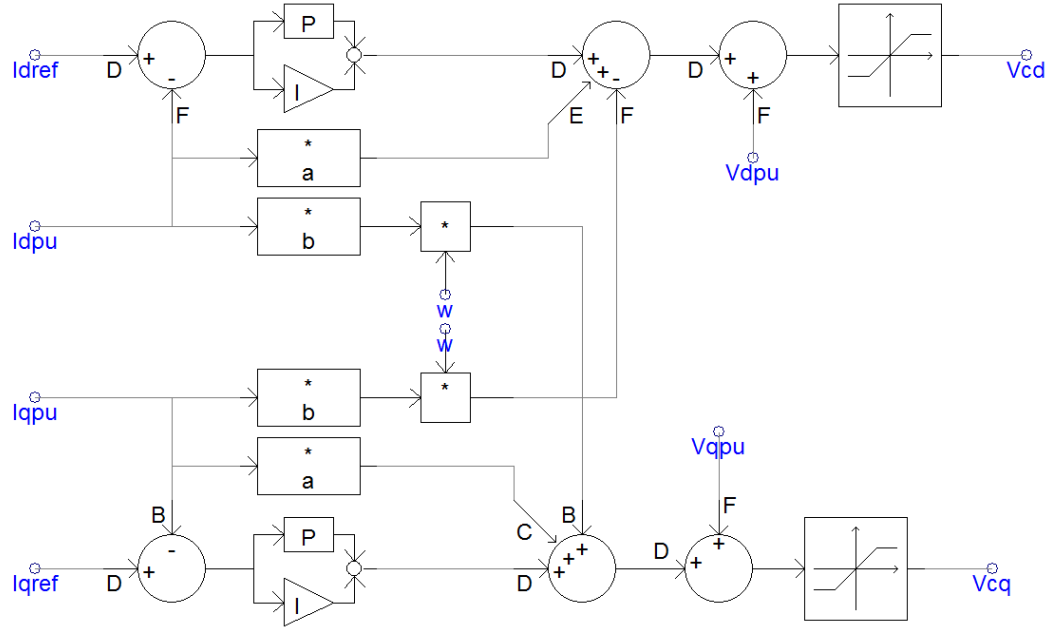 P
+
-
D
Idref
I
F
+
+
-
D
E
F
+
+
D
F
Vcd
Vdpu
*
a
Idpu
*
b
*
w
w
Iqpu
*
b
*
*
a
Vqpu
B
C
B
F
-
+
D
Iqref
P
I
+
+
+
D
+
+
D
Vcq